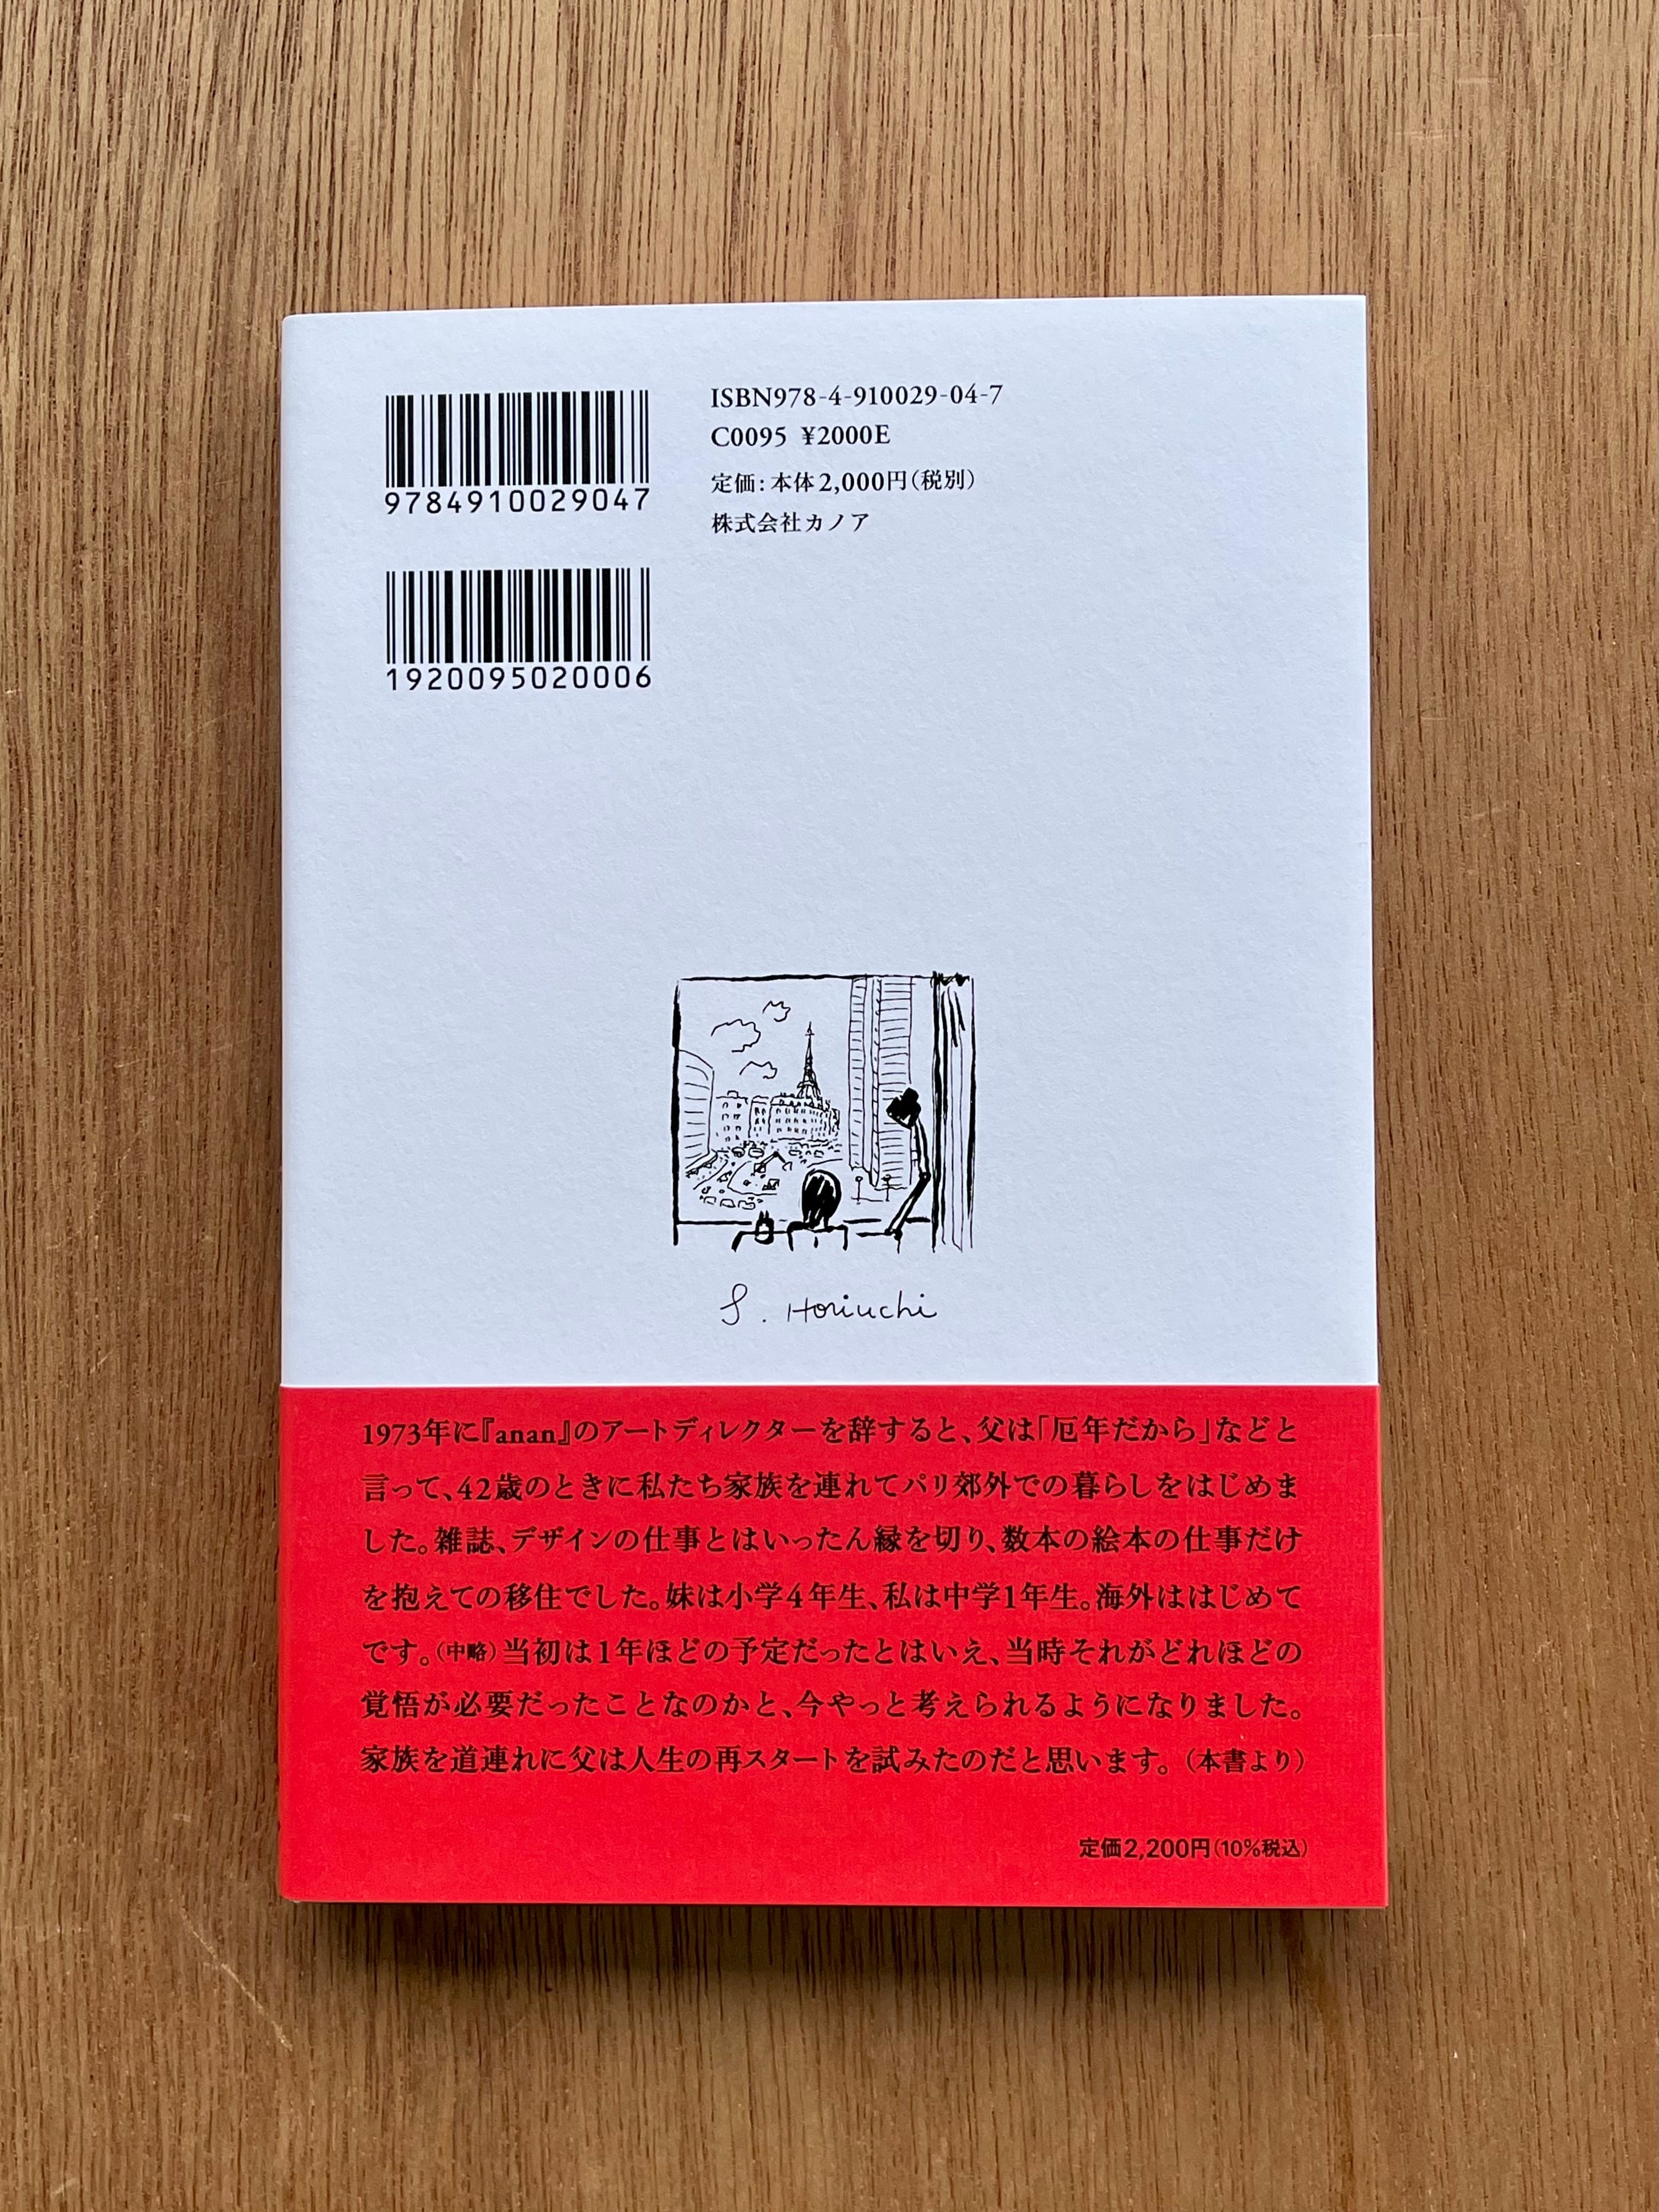 9784910029047
1920095020006
ISBN978-4-910029-04-7
C0095 ¥2000E
定価：本体2,000円（税別）
株式会社カノア
S. Horiuchi
1973年に『anan』のアートディレクターを辞すると、父は「厄年だから」などと
言って、42歳のときに私たち家族を連れてパリ郊外での暮らしをはじめま
した。雑誌、デザインの仕事とはいったん縁を切り、数本の絵本の仕事だけ
を抱えての移住でした。妹は小学4年生、私は中学1年生。海外ははじめて
です。（中略）当初は1年ほどの予定だったとはいえ、当時それがどれほどの
覚悟が必要だったことなのかと、今やっと考えられるようになりました。
家族を道連れに父は人生の再スタートを試みたのだと思います。（本書より）
定価2,200円（10％税込）